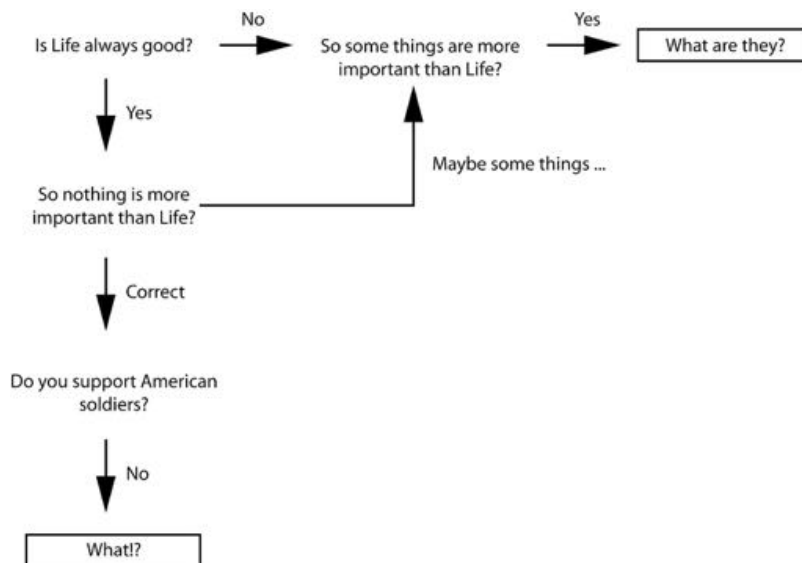 No
Yes
Is Life always good?
So some things are more
important than Life?
What are they?
Yes
Maybe some things ...
So nothing is more
important than Life?
Correct
Do you support American
soldiers?
No
What!?